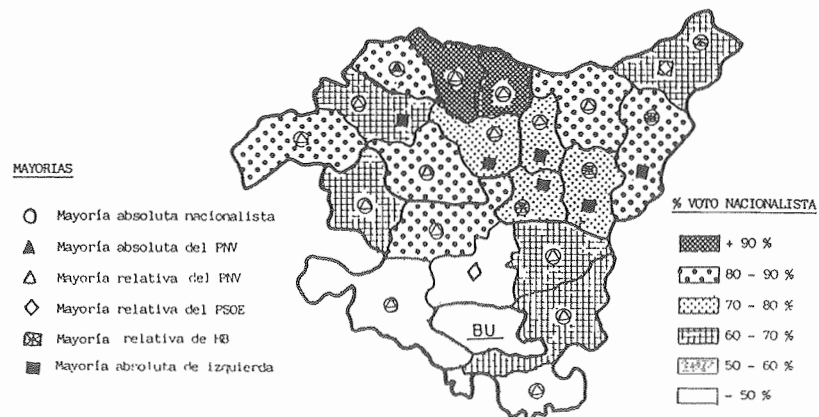 MAYORIAS
Mayoría absoluta nacionalista
Mayoría absoluta del PNV
Mayoría relativa del PNV
Mayoría relativa del PSOE
Mayoría relativa de HB
Mayoría absoluta de izquierda
BU
% VOTO NACIONALISTA
+ 90 %
80 - 90 %
70 - 80 %
60 - 70 %
50 - 60 %
- 50 %